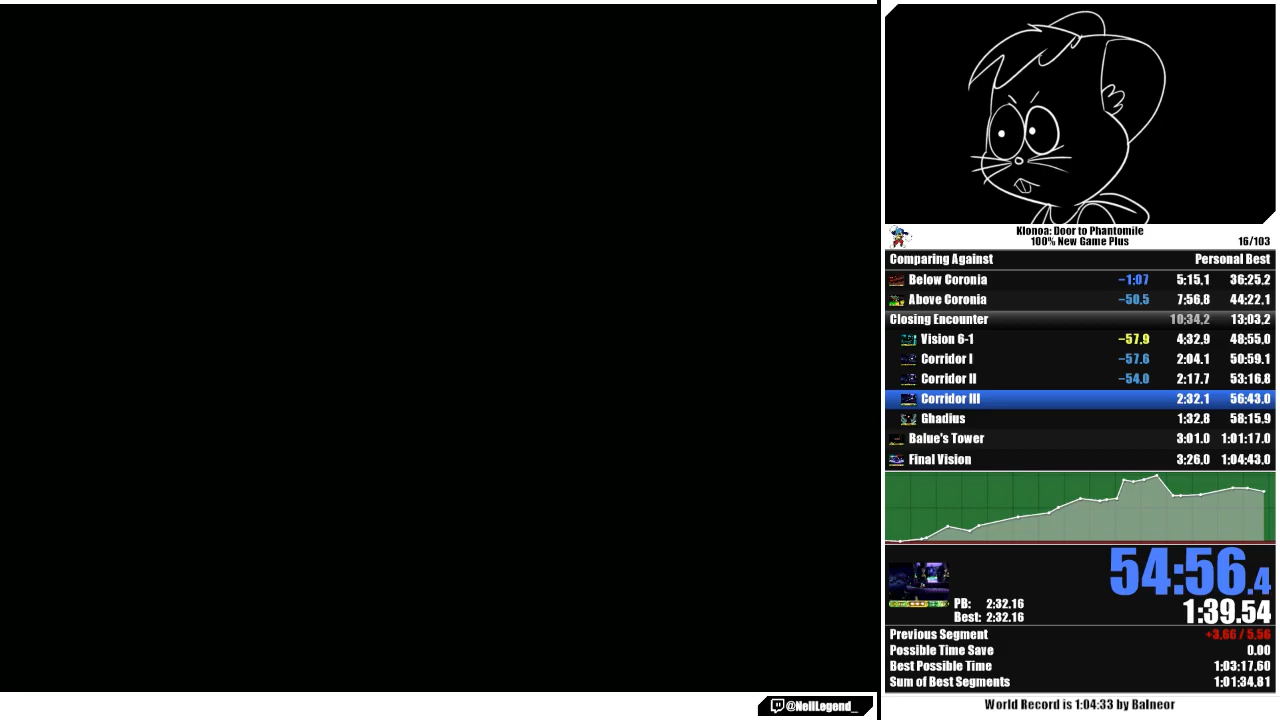 Klonoa: Door to Phantomile
100% New Game Plus 16/103
Comparing Against Personal Best
Below Coronia -1:07 5:15.1 36:25.2
Above Coronia -50.5 7:56.8 44:22.1
Closing Encounter 10:34.2 13:03.2
Vision 6-1 -57.9 4:32.9 48:55.0
Corridor I -57.6 2:04.1 50:59.1
Corridor II -54.0 2:17.7 53:16.8
Corridor III 2:32.1 56:43.0
Ghadius 1:32.8 58:15.9
Balue's Tower 3:01.0 1:01:17.0
Final Vision 3:26.0 1:04:43.0
54:56.4
PB: 2:32.16 1:39.54
Best: 2:32.16
Previous Segment +3.66 / 5.56
Possible Time Save 0.00
Best Possible Time 1:03:17.60
Sum of Best Segments 1:01:34.81
World Record is 1:04:33 by Balneor
@NeilLegend_